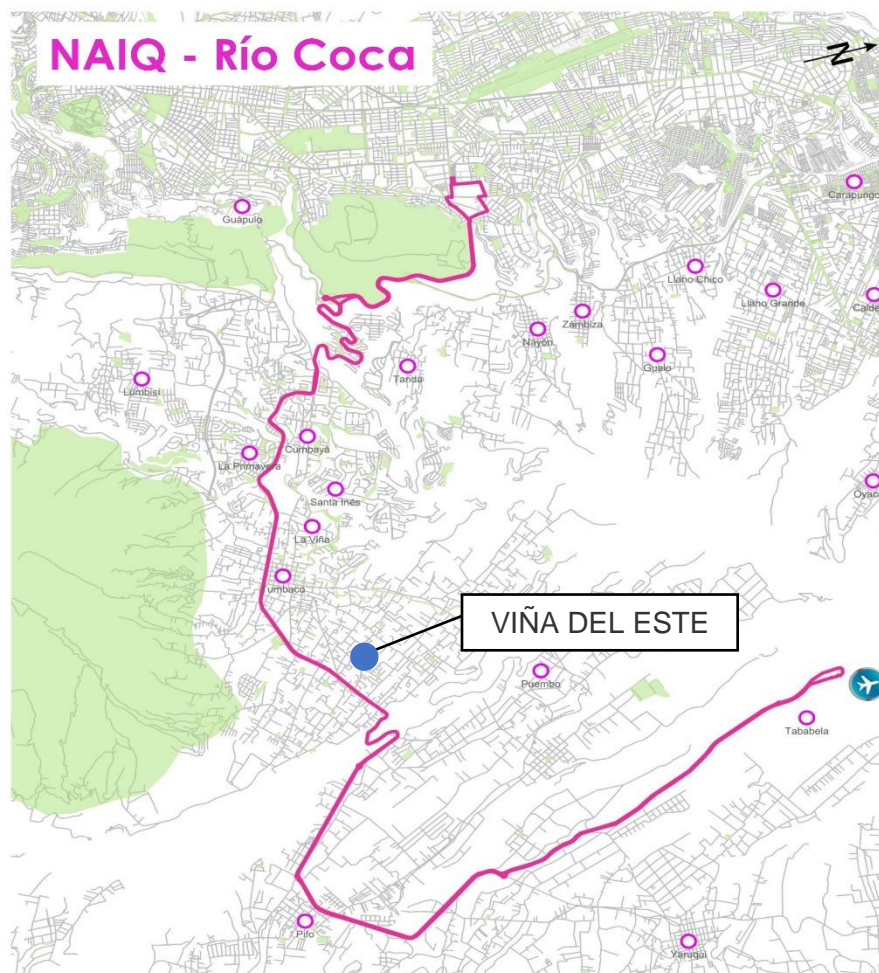 NAIQ - Río Coca
N
Carapungo
Guápulo
Llano Chico
Llano Grande
Calde
Zámbiza
Nayón
Gualo
Tanda
Lumbisí
Cumbayá
La Primavera
Oyac
Santa Inés
La Viña
umbaco
VIÑA DEL ESTE
Puembo
Tababela
Pifo
Yaruquí